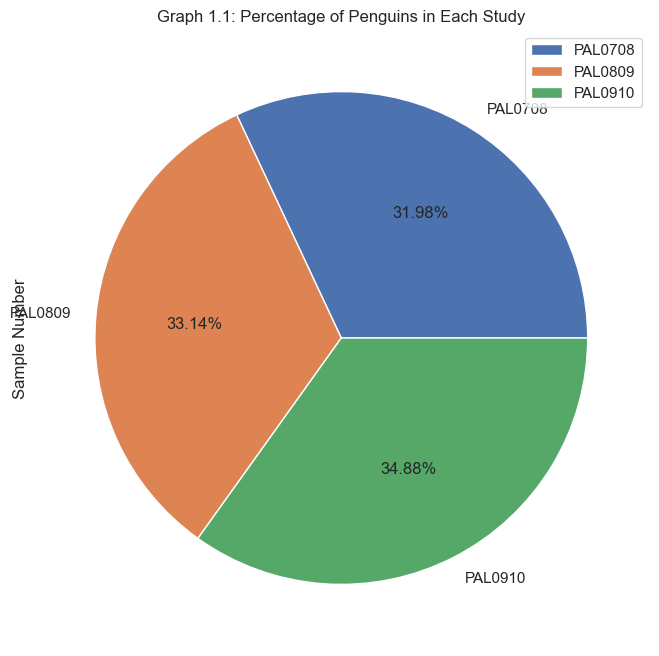 Graph 1.1: Percentage of Penguins in Each Study
PAL0708
PAL0809
PAL0910
PAL0708
31.98%
PAL0809
33.14%
Sample Number
34.88%
PAL0910